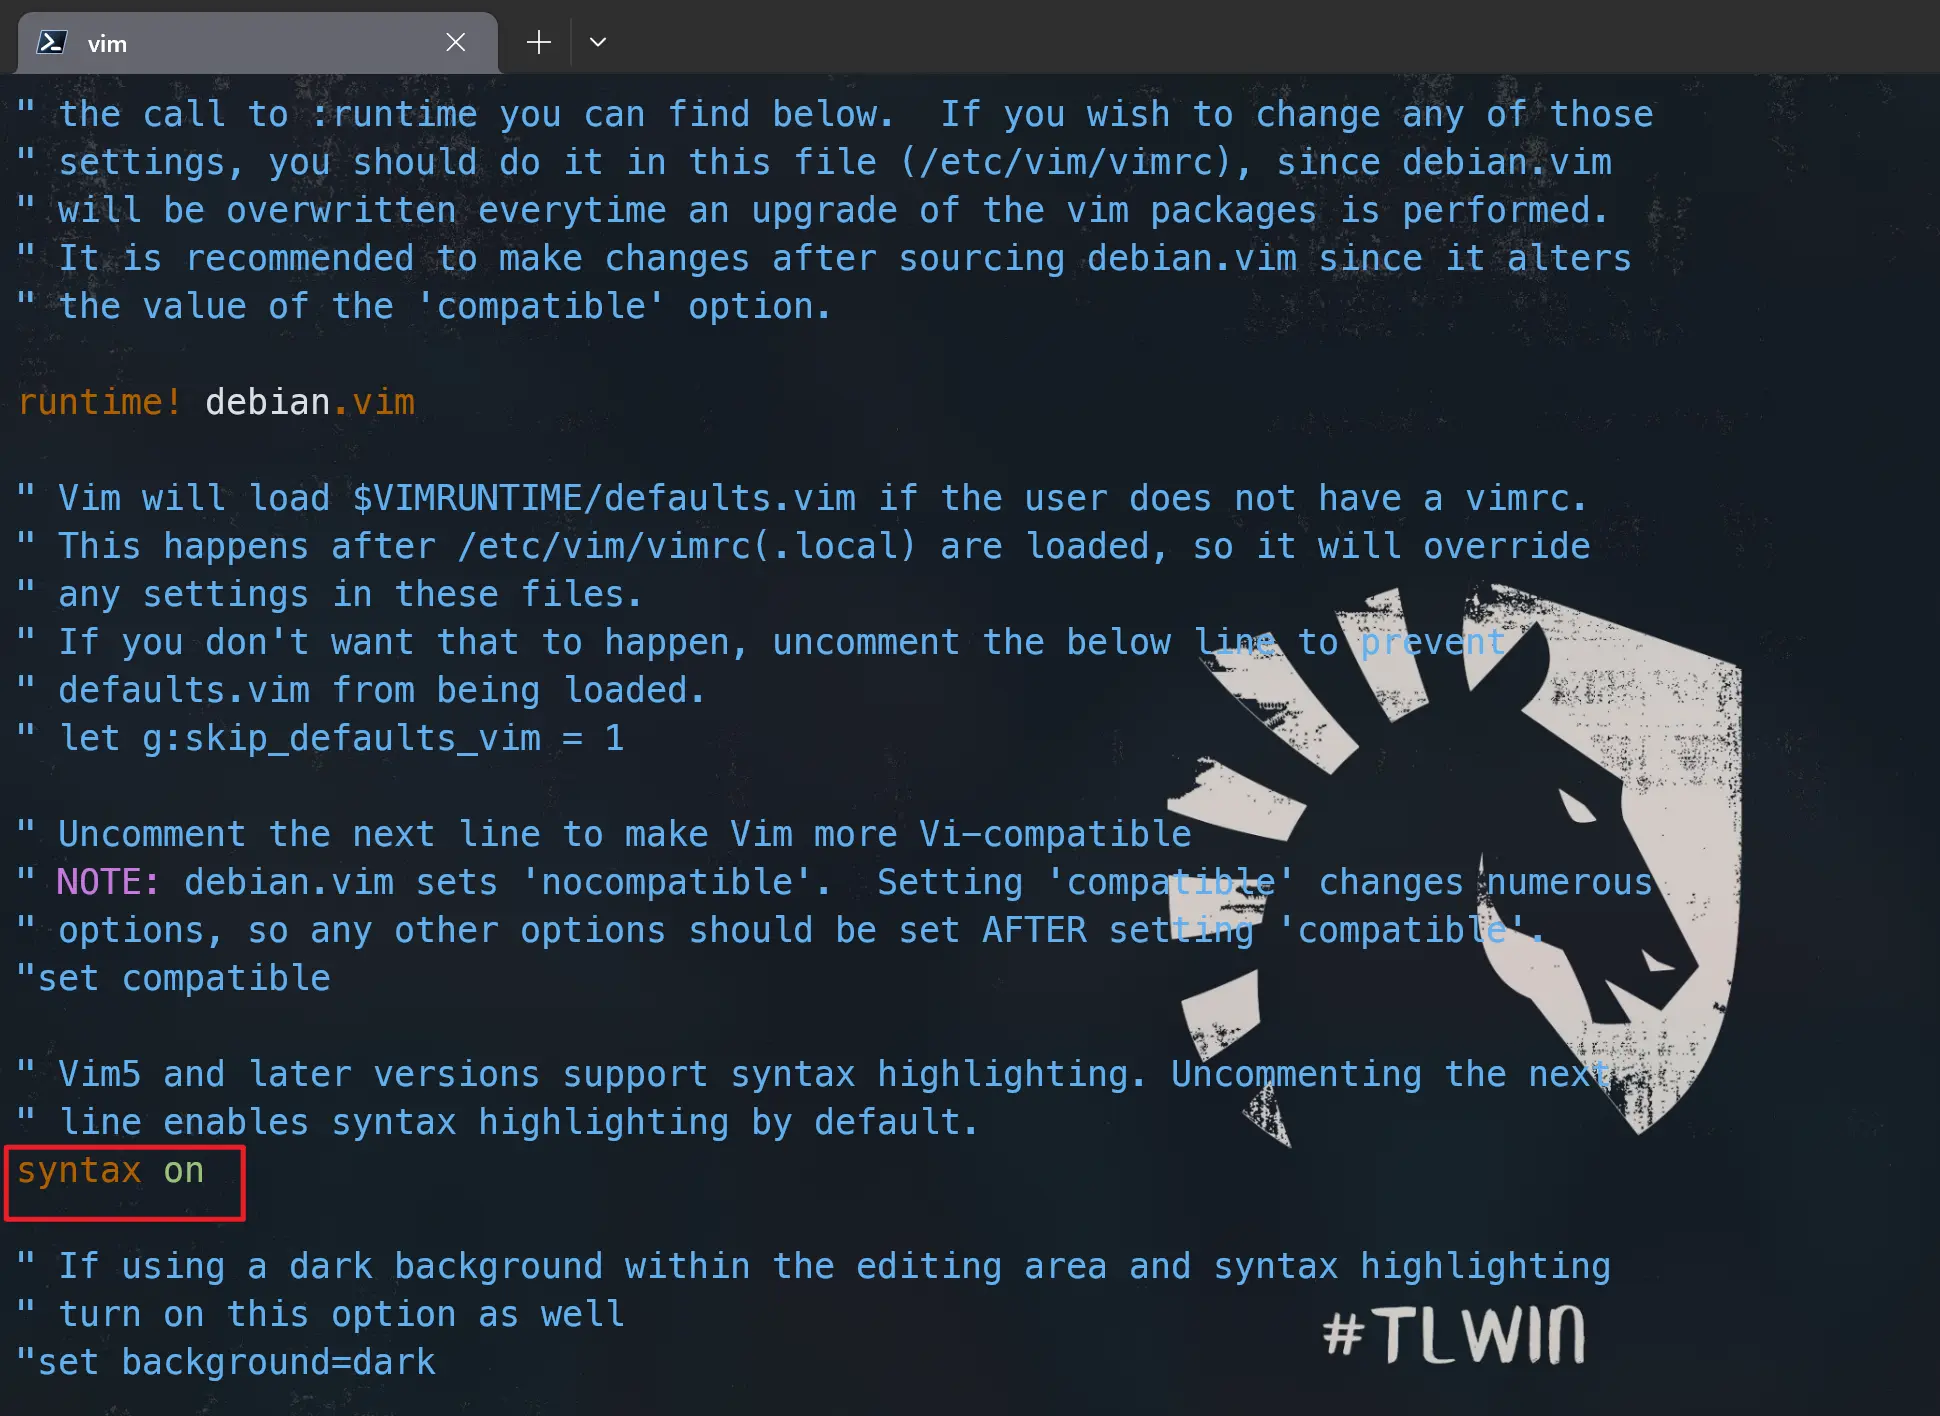 vim
" the call to :runtime you can find below.  If you wish to change any of those
" settings, you should do it in this file (/etc/vim/vimrc), since debian.vim
" will be overwritten everytime an upgrade of the vim packages is performed.
" It is recommended to make changes after sourcing debian.vim since it alters
" the value of the 'compatible' option.
runtime! debian.vim
" Vim will load $VIMRUNTIME/defaults.vim if the user does not have a vimrc.
" This happens after /etc/vim/vimrc(.local) are loaded, so it will override
" any settings in these files.
" If you don't want that to happen, uncomment the below line to prevent
" defaults.vim from being loaded.
" let g:skip_defaults_vim = 1
" Uncomment the next line to make Vim more Vi-compatible
" NOTE: debian.vim sets 'nocompatible'.  Setting 'compatible' changes numerous
" options, so any other options should be set AFTER setting 'compatible'.
"set compatible
" Vim5 and later versions support syntax highlighting. Uncommenting the next
" line enables syntax highlighting by default.
syntax on
" If using a dark background within the editing area and syntax highlighting
" turn on this option as well
"set background=dark
#TLWIN